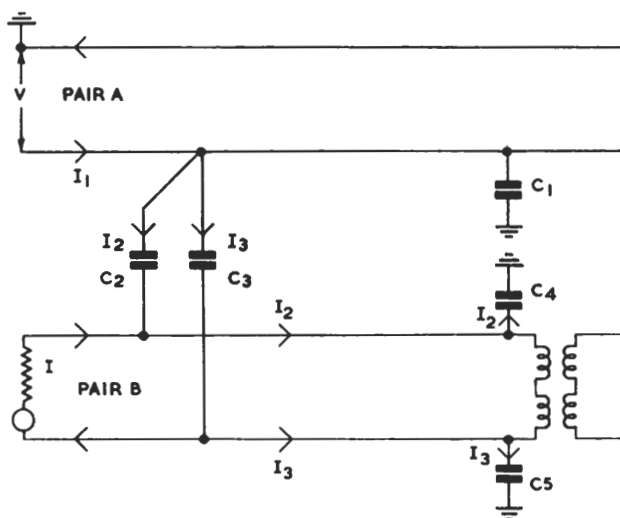 V PAIR A
I1
C1
I2 I3
C2 C3
C4
I2 I2
I
PAIR B
I3 I3
C5